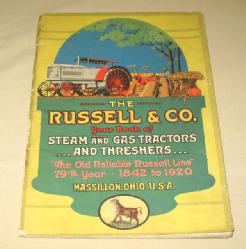 THE
RUSSELL & CO.
Year Book of
STEAM AND GAS TRACTORS
... AND THRESHERS ...
"The Old Reliable Russell Line"
79TH Year - 1842 to 1920
MASSILLON, OHIO U.S.A.